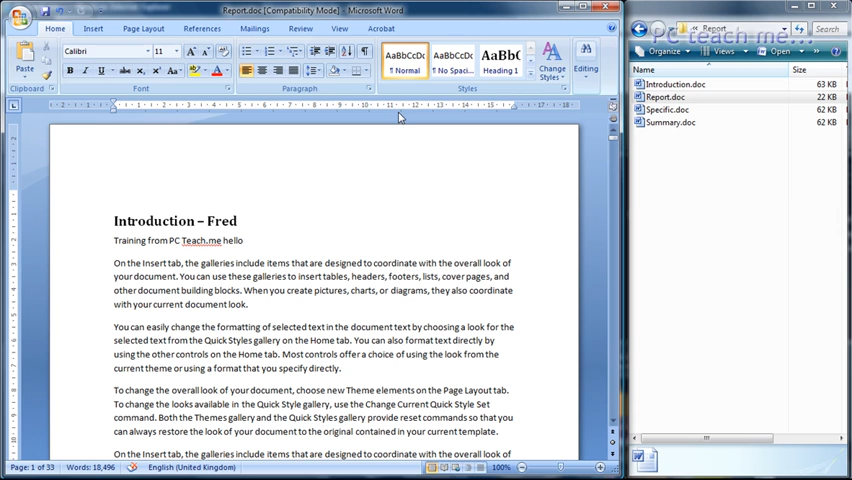 Report.doc [Compatibility Mode] - Microsoft Word
Home Insert Page Layout References Mailings Review View Acrobat
Calibri 11
Paste
B I U abc x₂ x² Aa
AaBbCcDc AaBbCcDc AaBbC
¶ Normal ¶ No Spaci... Heading 1
Change Styles Editing
Clipboard Font Paragraph Styles
Introduction – Fred
Training from PC Teach.me hello
On the Insert tab, the galleries include items that are designed to coordinate with the overall look of
your document. You can use these galleries to insert tables, headers, footers, lists, cover pages, and
other document building blocks. When you create pictures, charts, or diagrams, they also coordinate
with your current document look.
You can easily change the formatting of selected text in the document text by choosing a look for the
selected text from the Quick Styles gallery on the Home tab. You can also format text directly by
using the other controls on the Home tab. Most controls offer a choice of using the look from the
current theme or using a format that you specify directly.
To change the overall look of your document, choose new Theme elements on the Page Layout tab.
To change the looks available in the Quick Style gallery, use the Change Current Quick Style Set
command. Both the Themes gallery and the Quick Styles gallery provide reset commands so that you
can always restore the look of your document to the original contained in your current template.
On the Insert tab, the galleries include items that are designed to coordinate with the overall look of
Page: 1 of 33 Words: 18,496 English (United Kingdom) 100%
Report Search
PC teach me...
Organize Views Open
Name Size
Introduction.doc 63 KB
Report.doc 22 KB
Specific.doc 62 KB
Summary.doc 62 KB